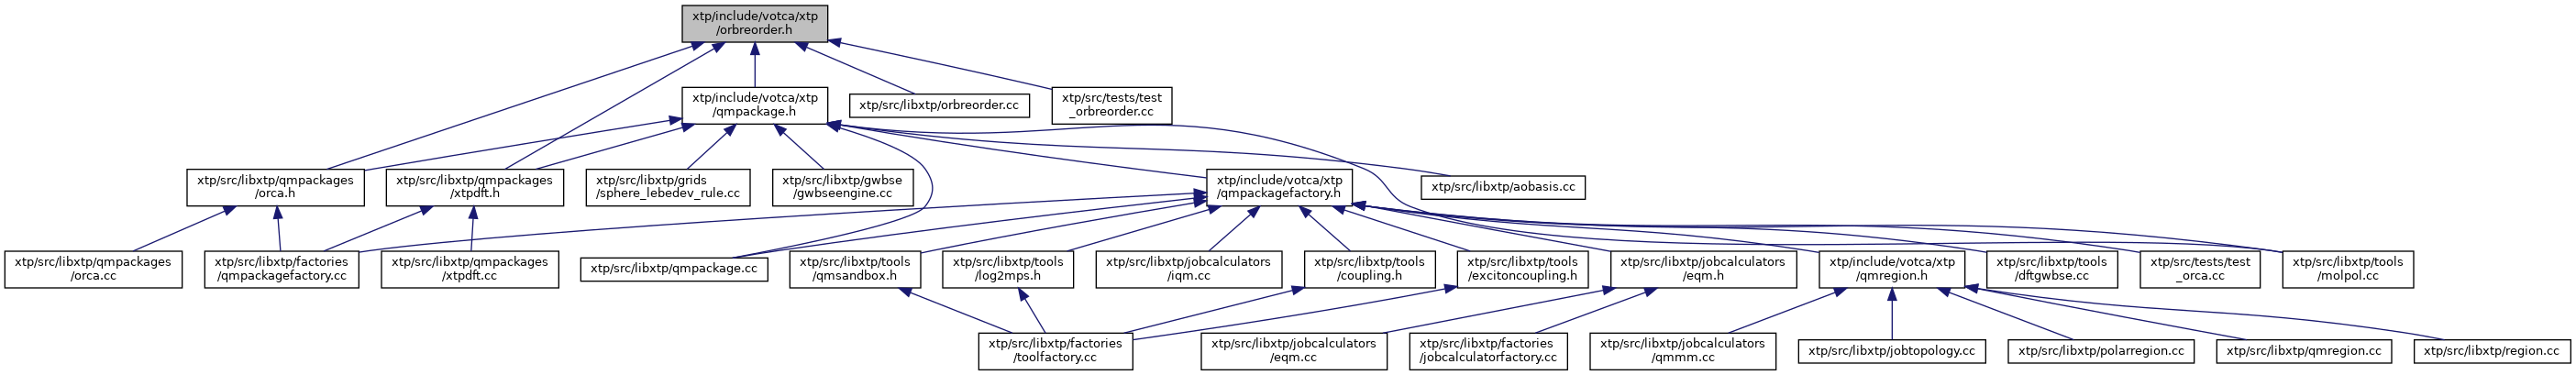 xtp/include/votca/xtp
/orbreorder.h
xtp/include/votca/xtp
/qmpackage.h
xtp/src/libxtp/orbreorder.cc
xtp/src/tests/test
_orbreorder.cc
xtp/src/libxtp/qmpackages
/orca.h
xtp/src/libxtp/qmpackages
/xtpdft.h
xtp/src/libxtp/grids
/sphere_lebedev_rule.cc
xtp/src/libxtp/gwbse
/gwbseengine.cc
xtp/include/votca/xtp
/qmpackagefactory.h
xtp/src/libxtp/aobasis.cc
xtp/src/libxtp/qmpackages
/orca.cc
xtp/src/libxtp/factories
/qmpackagefactory.cc
xtp/src/libxtp/qmpackages
/xtpdft.cc
xtp/src/libxtp/qmpackage.cc
xtp/src/libxtp/tools
/qmsandbox.h
xtp/src/libxtp/tools
/log2mps.h
xtp/src/libxtp/jobcalculators
/iqm.cc
xtp/src/libxtp/tools
/coupling.h
xtp/src/libxtp/tools
/excitoncoupling.h
xtp/src/libxtp/jobcalculators
/eqm.h
xtp/include/votca/xtp
/qmregion.h
xtp/src/libxtp/tools
/dftgwbse.cc
xtp/src/tests/test
_orca.cc
xtp/src/libxtp/tools
/molpol.cc
xtp/src/libxtp/factories
/toolfactory.cc
xtp/src/libxtp/jobcalculators
/eqm.cc
xtp/src/libxtp/factories
/jobcalculatorfactory.cc
xtp/src/libxtp/jobcalculators
/qmmm.cc
xtp/src/libxtp/jobtopology.cc
xtp/src/libxtp/polarregion.cc
xtp/src/libxtp/qmregion.cc
xtp/src/libxtp/region.cc